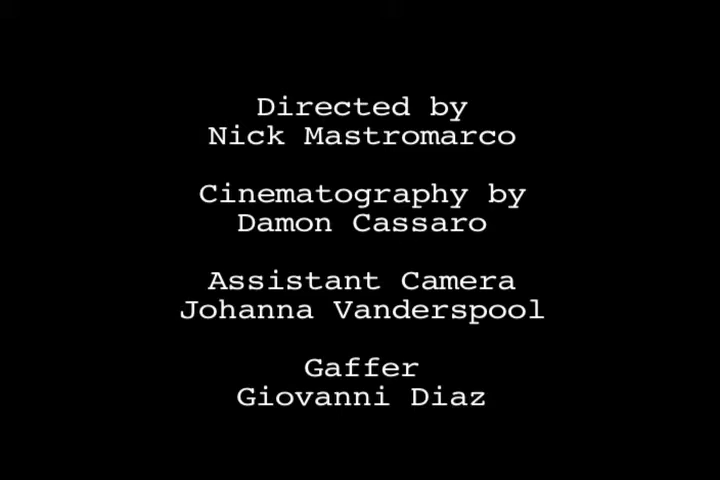 Directed by
Nick Mastromarco
Cinematography by
Damon Cassaro
Assistant Camera
Johanna Vanderspool
Gaffer
Giovanni Diaz